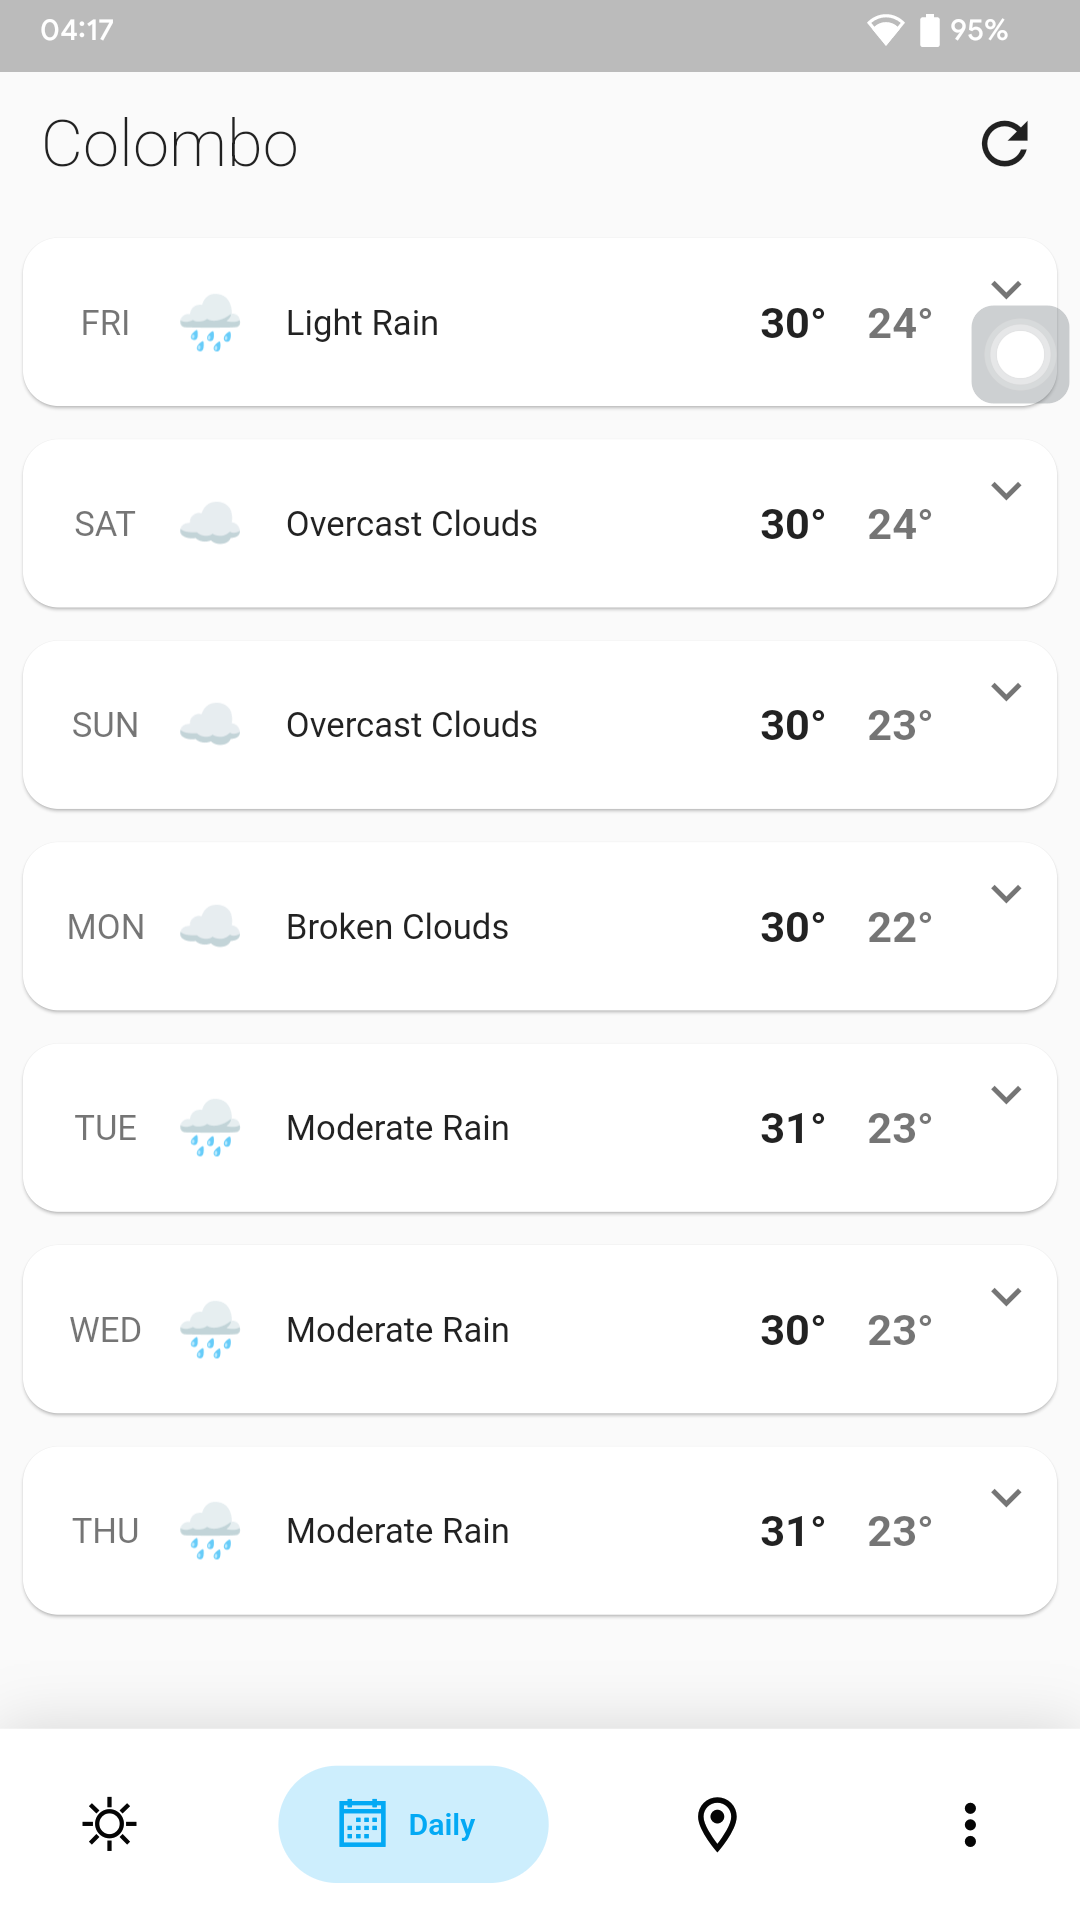 04:17 95%
Colombo
FRI Light Rain 30° 24°
SAT Overcast Clouds 30° 24°
SUN Overcast Clouds 30° 23°
MON Broken Clouds 30° 22°
TUE Moderate Rain 31° 23°
WED Moderate Rain 30° 23°
THU Moderate Rain 31° 23°
Daily